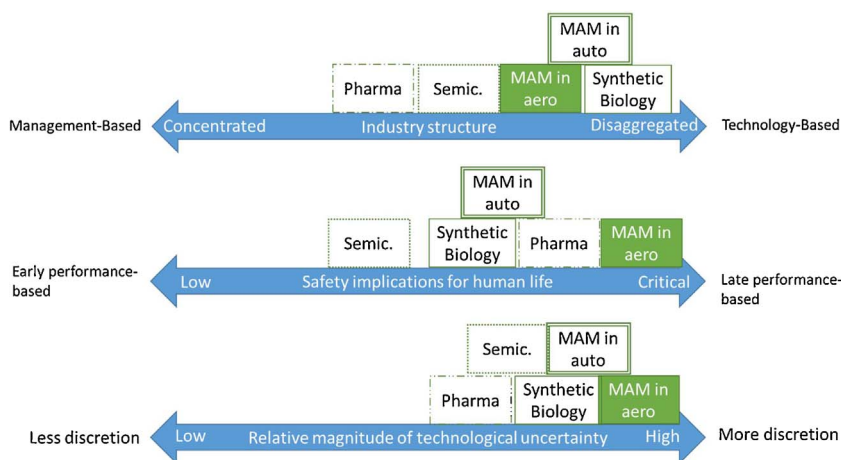 MAM in
auto
Pharma
Semic.
MAM in
aero
Synthetic
Biology
Management-Based
Concentrated
Industry structure
Disaggregated
Technology-Based
MAM in
auto
Semic.
Synthetic
Biology
Pharma
MAM in
aero
Early performance-
based
Low
Safety implications for human life
Critical
Late performance-
based
Semic.
MAM in
auto
Pharma
Synthetic
Biology
MAM in
aero
Less discretion
Low
Relative magnitude of technological uncertainty
High
More discretion